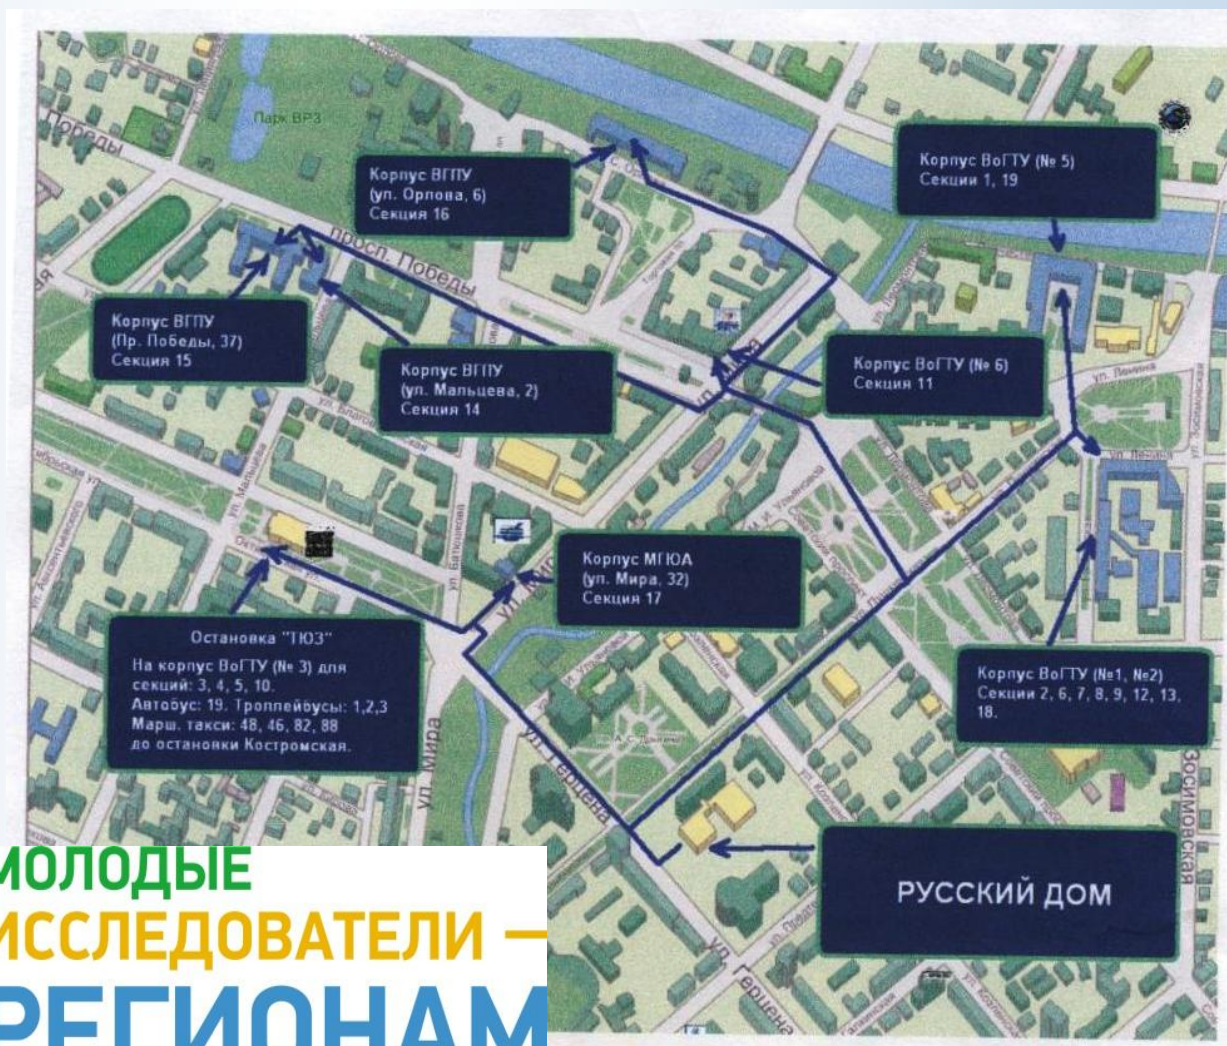 Парк ВРЗ
Победы
Корпус ВГПУ
(ул. Орлова, 6)
Секция 16
Корпус ВоГТУ (№ 5)
Секции 1, 19
просп. Победы
Корпус ВГПУ
(Пр. Победы, 37)
Секция 15
Корпус ВГПУ
(ул. Мальцева, 2)
Секция 14
Корпус ВоГТУ (№ 6)
Секция 11
ул. Ленина
ул. Ленина
ул. Мальцева
ул. Батюшкова
Корпус МГЮА
(ул. Мира, 32)
Секция 17
Остановка "ТЮЗ"
На корпус ВоГТУ (№ 3) для
секций: 3, 4, 5, 10.
Автобус: 19. Троллейбусы: 1,2,3
Марш. такси: 48, 46, 82, 88
до остановки Костромская.
Корпус ВоГТУ (№1, №2)
Секции 2, 6, 7, 8, 9, 12, 13,
18.
ул. Мира
ул. Герцена
РУССКИЙ ДОМ
Зосимовская
ул. Герцена
МОЛОДЫЕ
ИССЛЕДОВАТЕЛИ —
РЕГИОНАМ